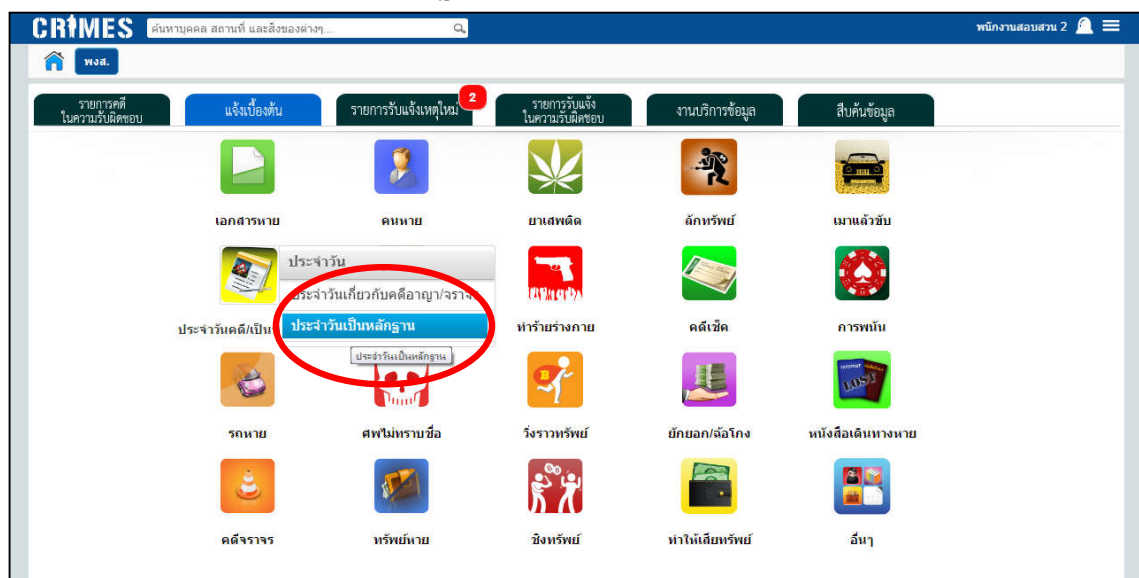 CRIMES ค้นหาบุคคล สถานที่ และสิ่งของต่างๆ... พนักงานสอบสวน 2
พงส.
รายการคดี
ในความรับผิดชอบ
แจ้งเบื้องต้น
รายการรับแจ้งเหตุใหม่ 2
รายการรับแจ้ง
ในความรับผิดชอบ
งานบริการข้อมูล
สืบค้นข้อมูล
เอกสารหาย คนหาย ยาเสพติด ลักทรัพย์ เมาแล้วขับ
ประจำวัน
ประจำวันเกี่ยวกับคดีอาญา/จราจร
ประจำวันคดี/เป็น ประจำวันเป็นหลักฐาน ทำร้ายร่างกาย คดีเช็ค การพนัน
ประจำวันเป็นหลักฐาน
LOST
รถหาย ศพไม่ทราบชื่อ วิ่งราวทรัพย์ ยักยอก/ฉ้อโกง หนังสือเดินทางหาย
คดีจราจร ทรัพย์หาย ชิงทรัพย์ ทำให้เสียทรัพย์ อื่นๆ